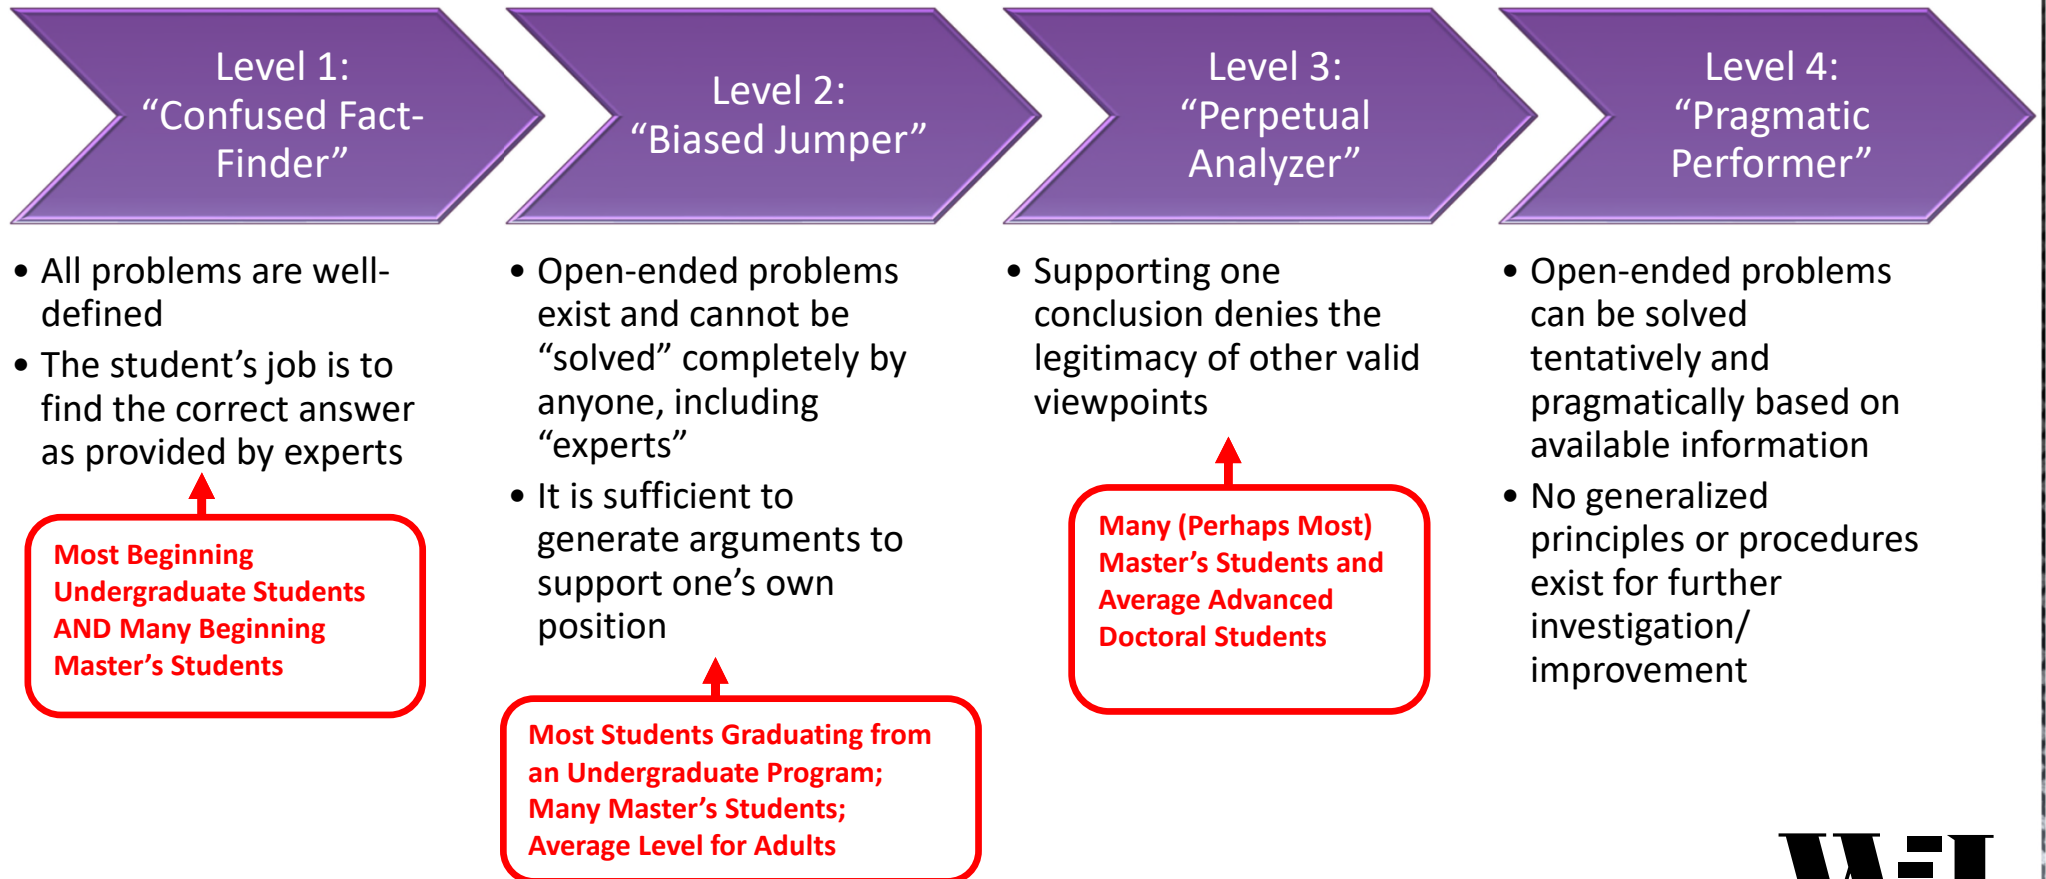 Level 1:
“Confused Fact-
Finder”
• All problems are well-
defined
• The student’s job is to
find the correct answer
as provided by experts
Most Beginning
Undergraduate Students
AND Many Beginning
Master’s Students
Level 2:
“Biased Jumper”
• Open-ended problems
exist and cannot be
“solved” completely by
anyone, including
“experts”
• It is sufficient to
generate arguments to
support one’s own
position
Most Students Graduating from
an Undergraduate Program;
Many Master’s Students;
Average Level for Adults
Level 3:
“Perpetual
Analyzer”
• Supporting one
conclusion denies the
legitimacy of other valid
viewpoints
Many (Perhaps Most)
Master’s Students and
Average Advanced
Doctoral Students
Level 4:
“Pragmatic
Performer”
• Open-ended problems
can be solved
tentatively and
pragmatically based on
available information
• No generalized
principles or procedures
exist for further
investigation/
improvement